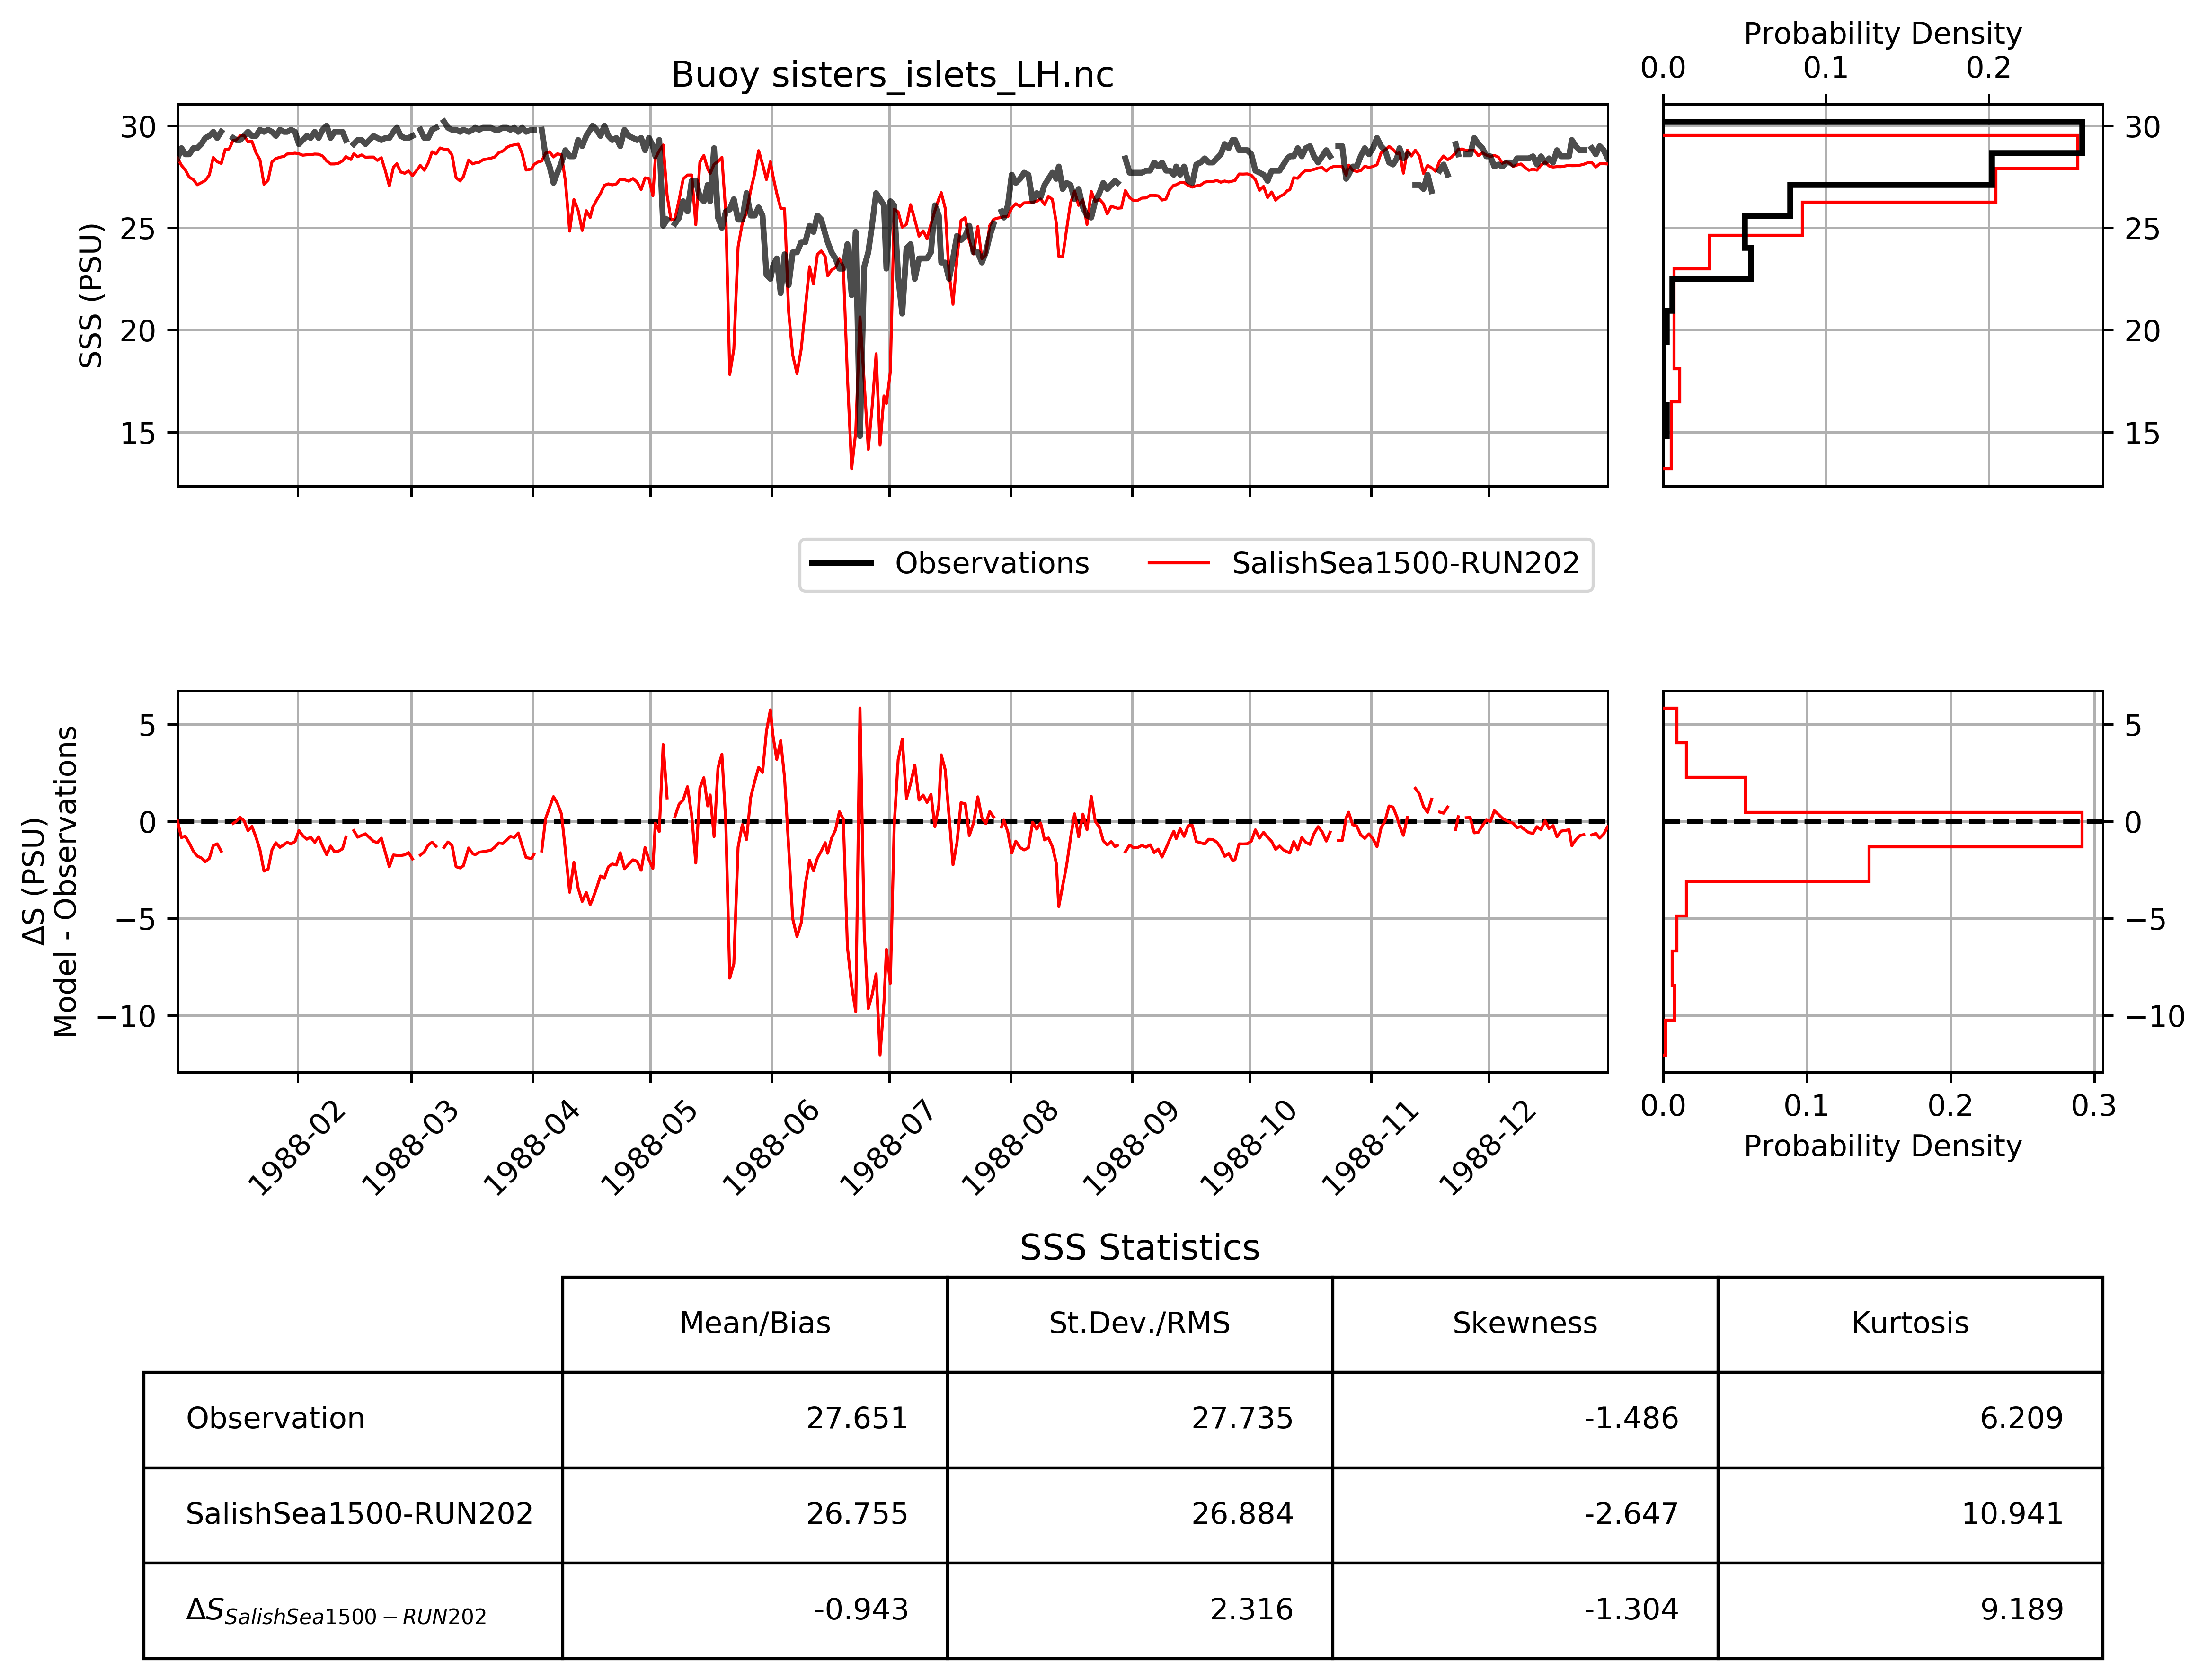 Probability Density
0.0 0.1 0.2
Buoy sisters_islets_LH.nc
30
25
20
15
SSS (PSU)
30
25
20
15
Observations
SalishSea1500-RUN202
5
0
−5
−10
ΔS (PSU)
Model - Observations
5
0
−5
−10
1988-02
1988-03
1988-04
1988-05
1988-06
1988-07
1988-08
1988-09
1988-10
1988-11
1988-12
0.0 0.1 0.2 0.3
Probability Density
SSS Statistics
Mean/Bias St.Dev./RMS Skewness Kurtosis
Observation 27.651 27.735 -1.486 6.209
SalishSea1500-RUN202 26.755 26.884 -2.647 10.941
ΔS SalishSea1500−RUN202 -0.943 2.316 -1.304 9.189